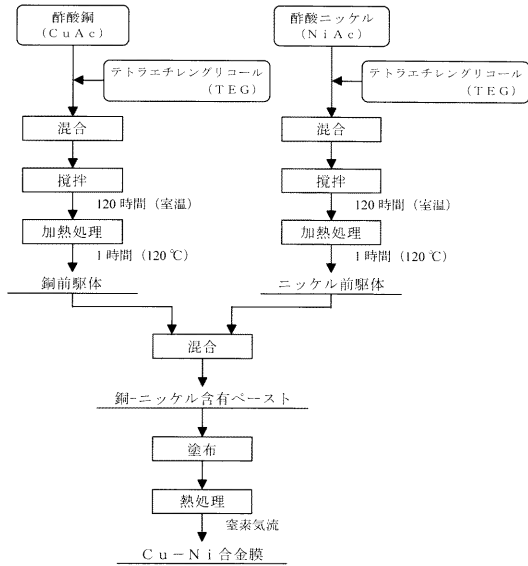 酢酸銅
(CuAc)
酢酸ニッケル
(NiAc)
テトラエチレングリコール
(TEG)
テトラエチレングリコール
(TEG)
混合
混合
攪拌
攪拌
120時間（室温）
120時間（室温）
加熱処理
加熱処理
1時間（120℃）
1時間（120℃）
銅前駆体
ニッケル前駆体
混合
銅-ニッケル含有ペースト
塗布
熱処理
窒素気流
Cu－Ni合金膜